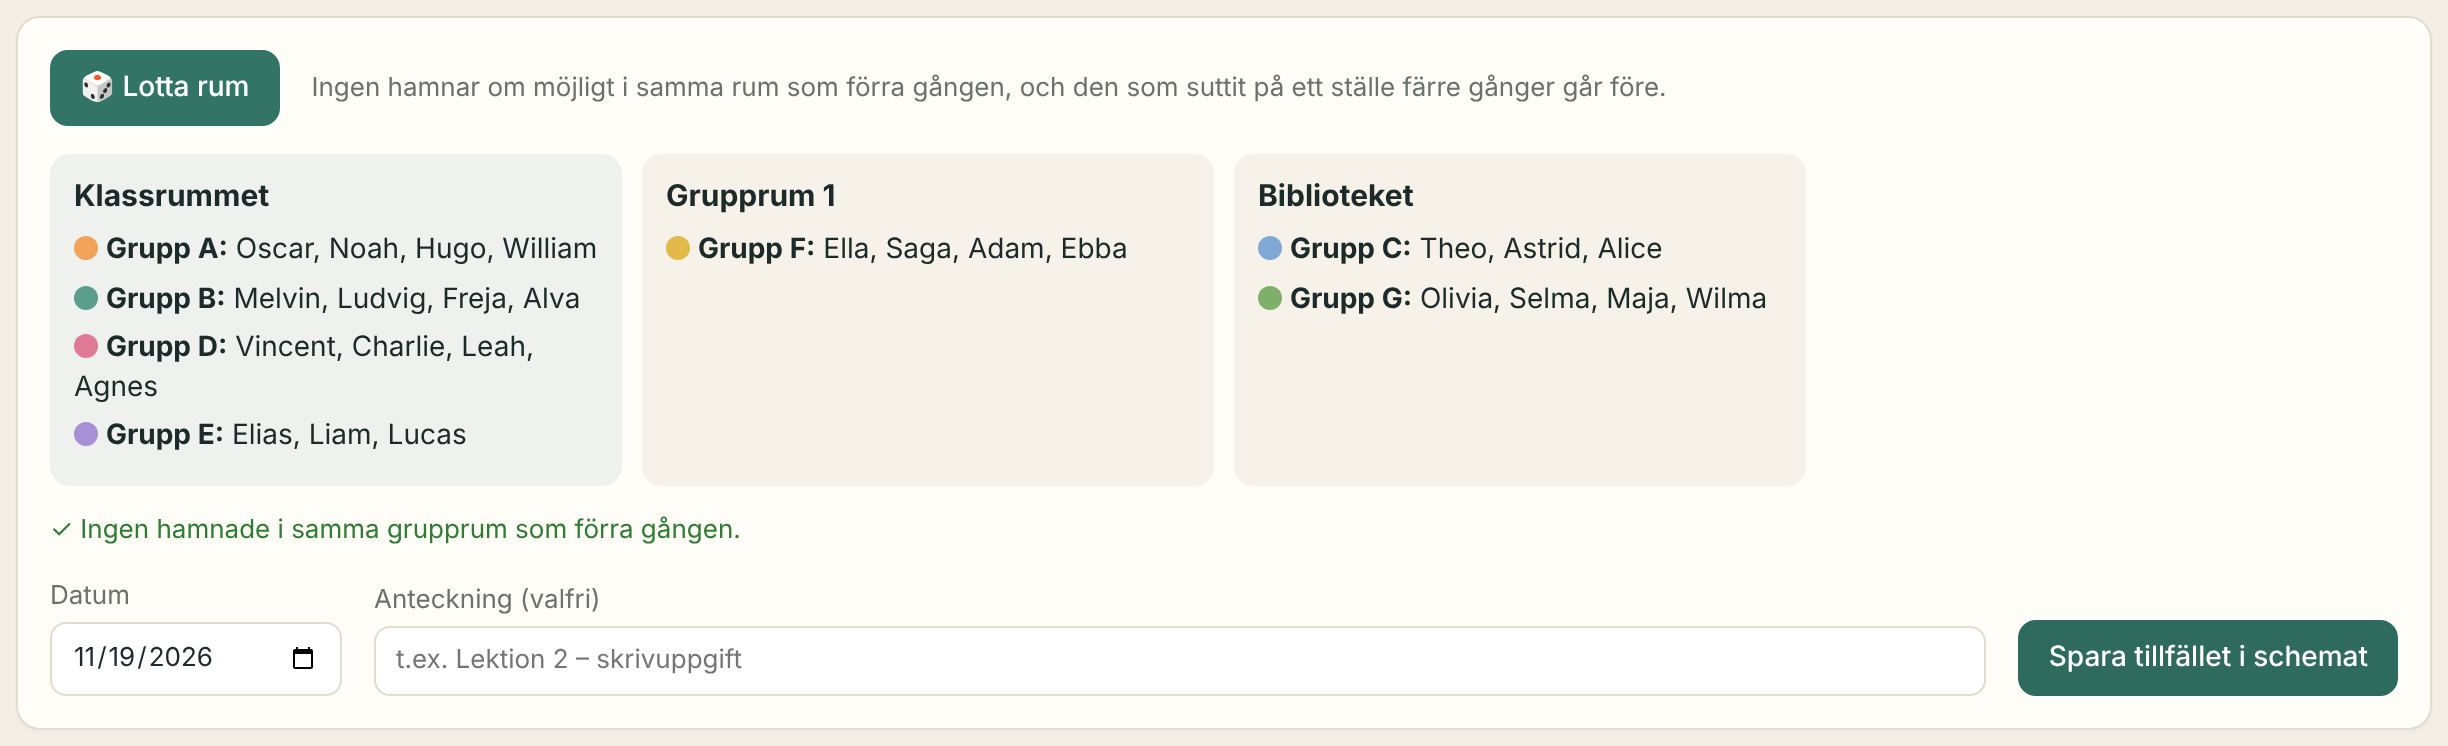 🎲 Lotta rum
Ingen hamnar om möjligt i samma rum som förra gången, och den som suttit på ett ställe färre gånger går före.
Klassrummet
Grupp A: Oscar, Noah, Hugo, William
Grupp B: Melvin, Ludvig, Freja, Alva
Grupp D: Vincent, Charlie, Leah,
Agnes
Grupp E: Elias, Liam, Lucas
Grupprum 1
Grupp F: Ella, Saga, Adam, Ebba
Biblioteket
Grupp C: Theo, Astrid, Alice
Grupp G: Olivia, Selma, Maja, Wilma
✓ Ingen hamnade i samma grupprum som förra gången.
Datum
11/19/2026
Anteckning (valfri)
t.ex. Lektion 2 – skrivuppgift
Spara tillfället i schemat